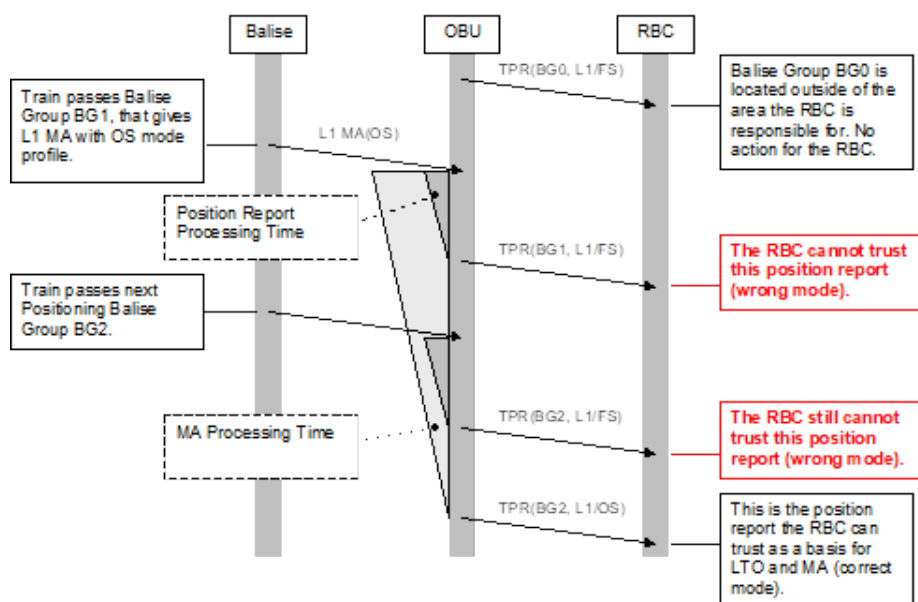 Balise
OBU
RBC
TPR(BG0, L1/FS)
Balise Group BG0 is
located outside of the
area the RBC is
responsible for. No
action for the RBC.
Train passes Balise
Group BG1, that gives
L1 MA with OS mode
profile.
L1 MA(OS)
Position Report
Processing Time
TPR(BG1, L1/FS)
The RBC cannot trust
this position report
(wrong mode).
Train passes next
Positioning Balise
Group BG2.
MA Processing Time
TPR(BG2, L1/FS)
The RBC still cannot
trust this position
report (wrong mode).
TPR(BG2, L1/OS)
This is the position
report the RBC can
trust as a basis for
LTO and MA (correct
mode).